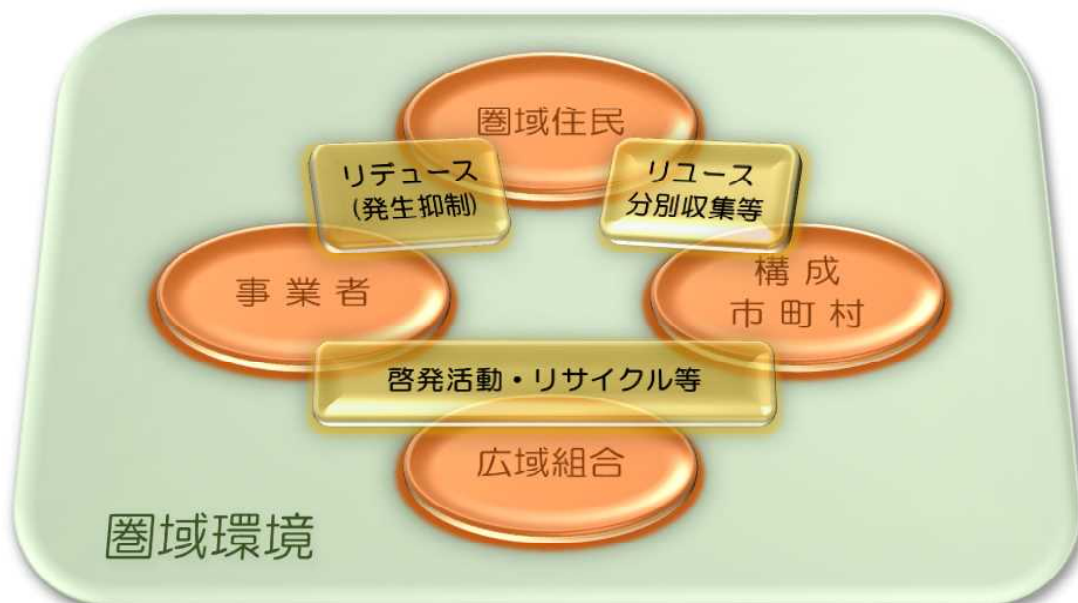 圏域住民
リデュース
(発生抑制)
リユース
分別収集等
事業者
構成
市町村
啓発活動・リサイクル等
広域組合
圏域環境